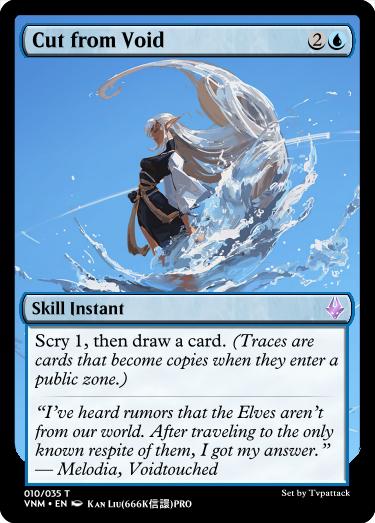 Cut from Void 2
Skill Instant
Scry 1, then draw a card. (Traces are
cards that become copies when they enter a
public zone.)
“I’ve heard rumors that the Elves aren’t
from our world. After traveling to the only
known respite of them, I got my answer.”
— Melodia, Voidtouched
010/035 T
VNM • EN Kan Liu(666K信譞)PRO
Set by Tvpattack